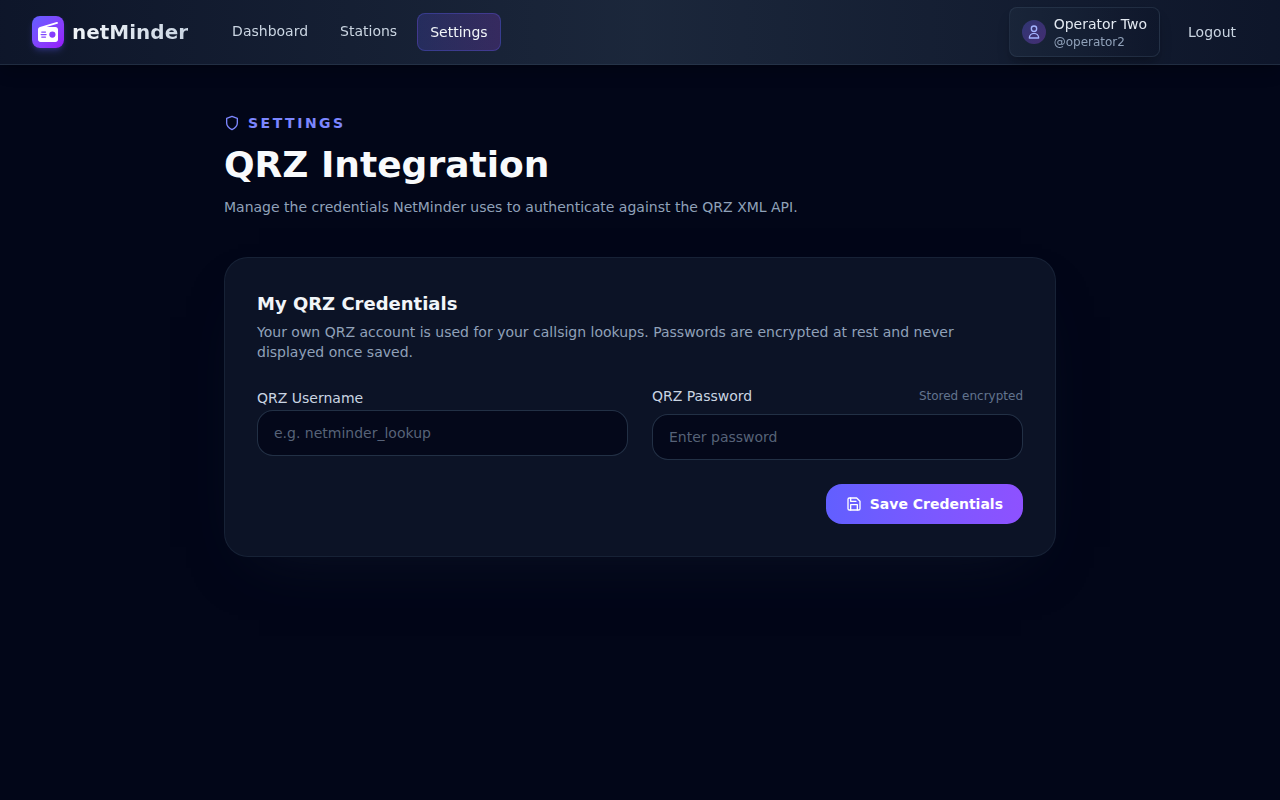 netMinder
Dashboard
Stations
Settings
Operator Two
@operator2
Logout
SETTINGS
QRZ Integration
Manage the credentials NetMinder uses to authenticate against the QRZ XML API.
My QRZ Credentials
Your own QRZ account is used for your callsign lookups. Passwords are encrypted at rest and never
displayed once saved.
QRZ Username
e.g. netminder_lookup
QRZ Password
Stored encrypted
Enter password
Save Credentials